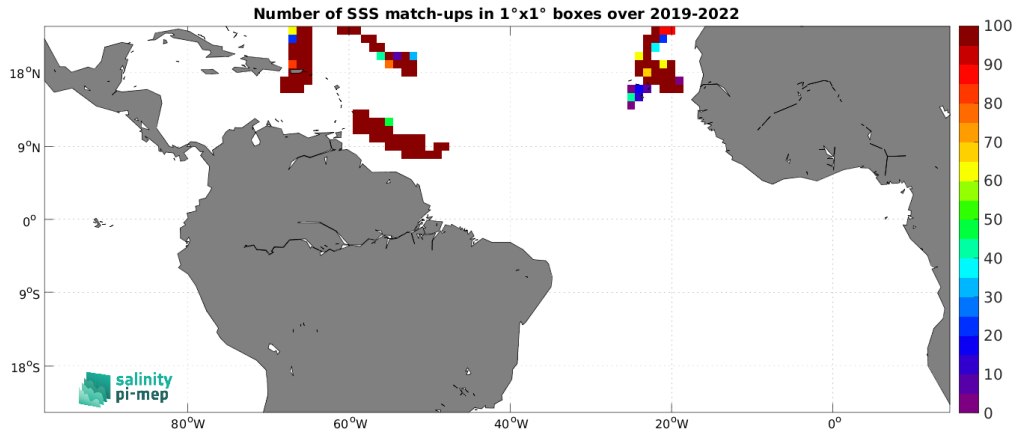 Number of SSS match-ups in 1°x1° boxes over 2019-2022
100
90
80
70
60
50
40
30
20
10
0
18°N
9°N
0°
9°S
18°S
80°W
60°W
40°W
20°W
0°
salinity
pi-mep